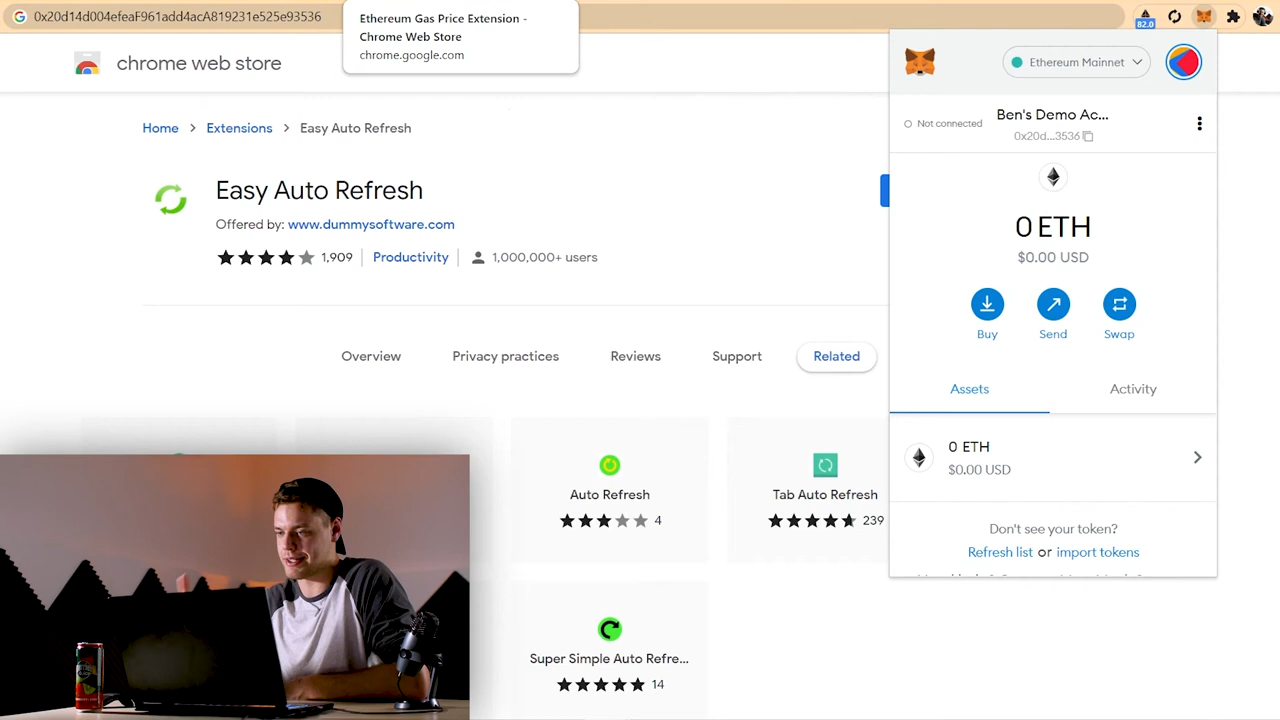 0x20d14d004efeaF961add4acA819231e525e93536
Ethereum Gas Price Extension -
Chrome Web Store
chrome.google.com
82.0
chrome web store
Ethereum Mainnet
Home
Extensions
Easy Auto Refresh
Not connected
Ben's Demo Ac...
0x20d...3536
Easy Auto Refresh
Offered by: www.dummysoftware.com
1,909
Productivity
1,000,000+ users
0 ETH
$0.00 USD
Buy
Send
Swap
Overview
Privacy practices
Reviews
Support
Related
Assets
Activity
0 ETH
$0.00 USD
Auto Refresh
4
Tab Auto Refresh
239
Don't see your token?
Refresh list or import tokens
Super Simple Auto Refre...
14